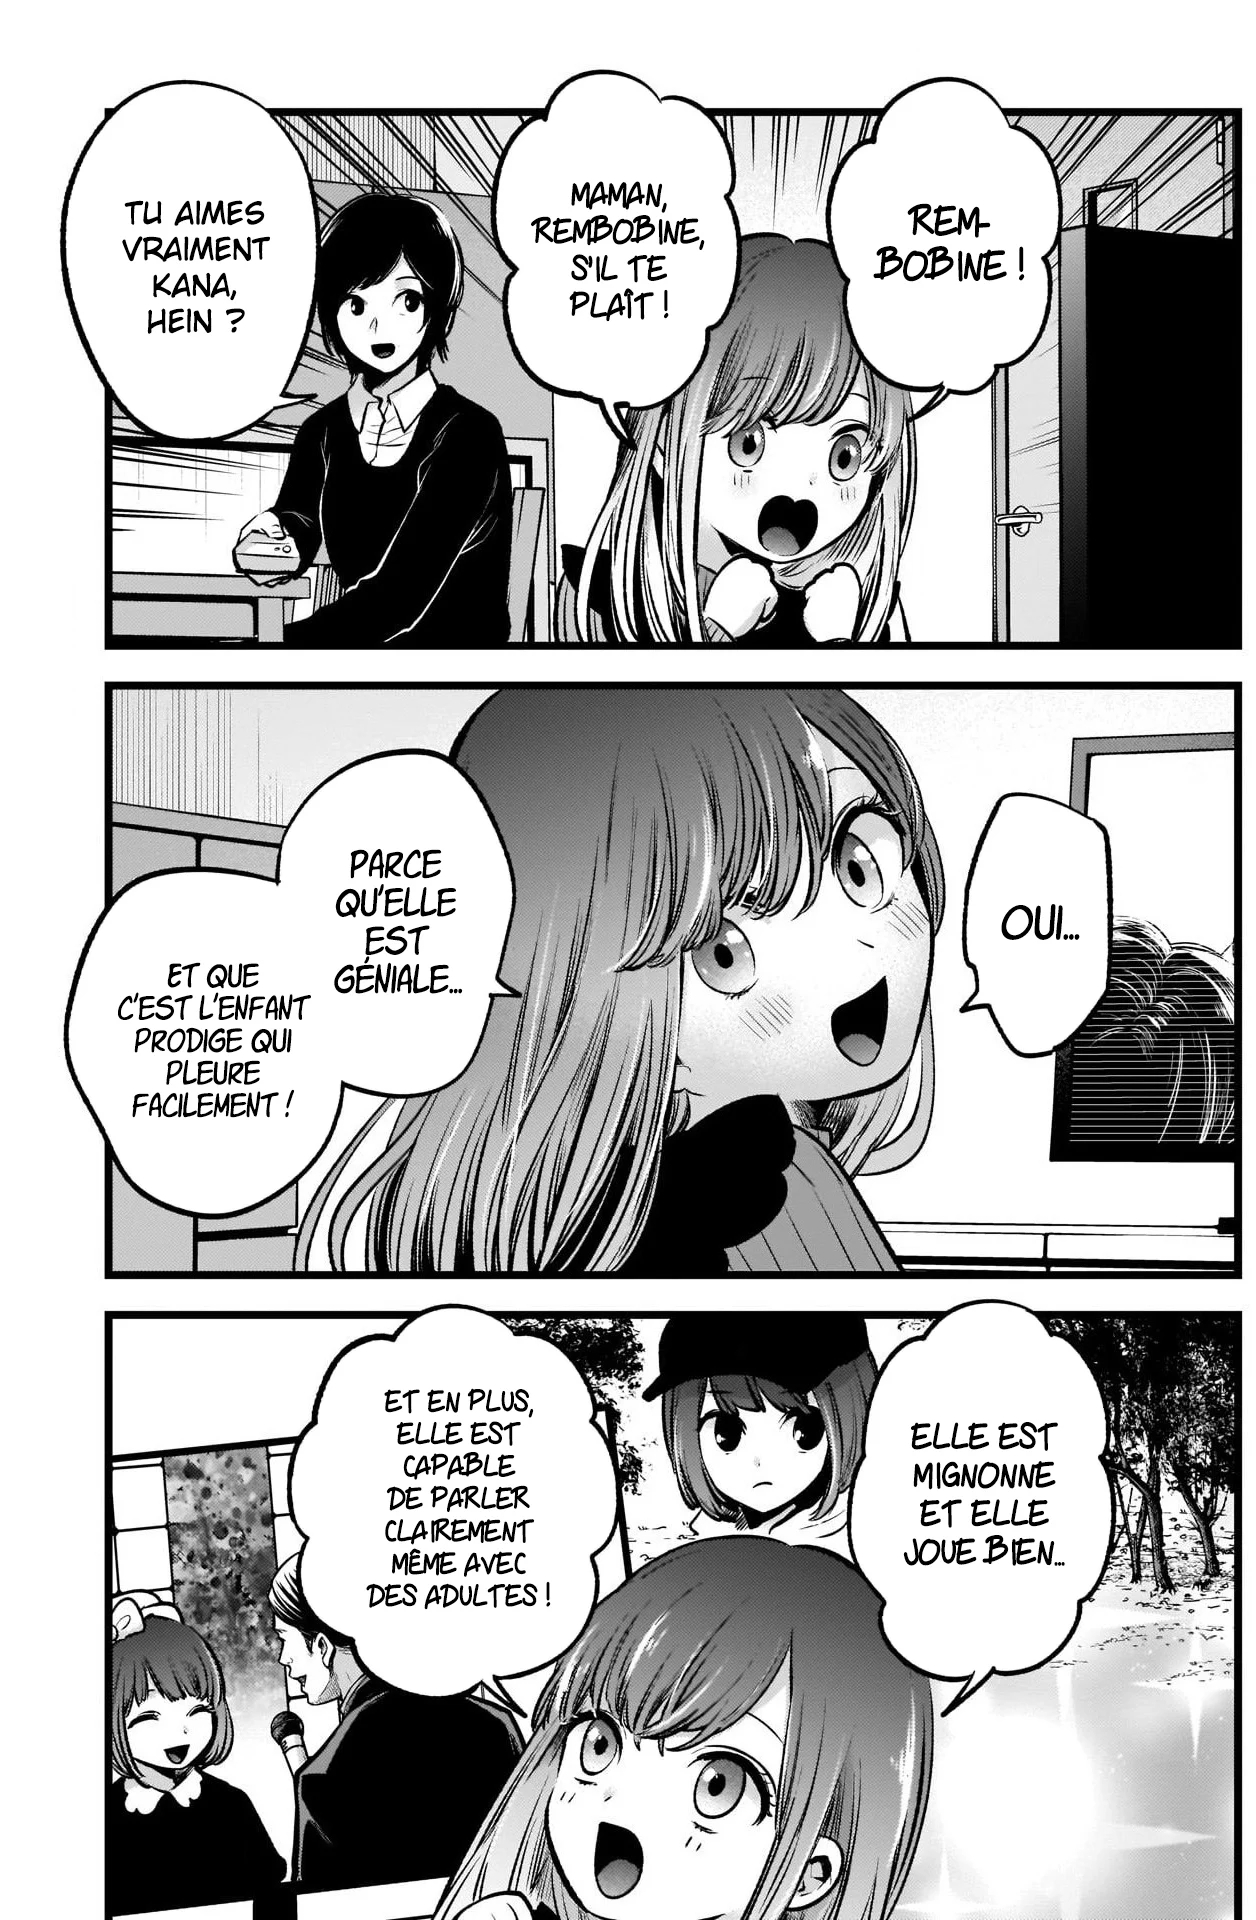 REM-
BOBINE !
MAMAN,
REMBOBINE,
S'IL TE
PLAÎT !
TU AIMES
VRAIMENT
KANA,
HEIN ?
OUI...
PARCE
QU'ELLE
EST
GÉNIALE...
ET QUE
C'EST L'ENFANT
PRODIGE QUI
PLEURE
FACILEMENT !
ELLE EST
MIGNONNE
ET ELLE
JOUE BIEN...
ET EN PLUS,
ELLE EST
CAPABLE
DE PARLER
CLAIREMENT
MÊME AVEC
DES ADULTES !